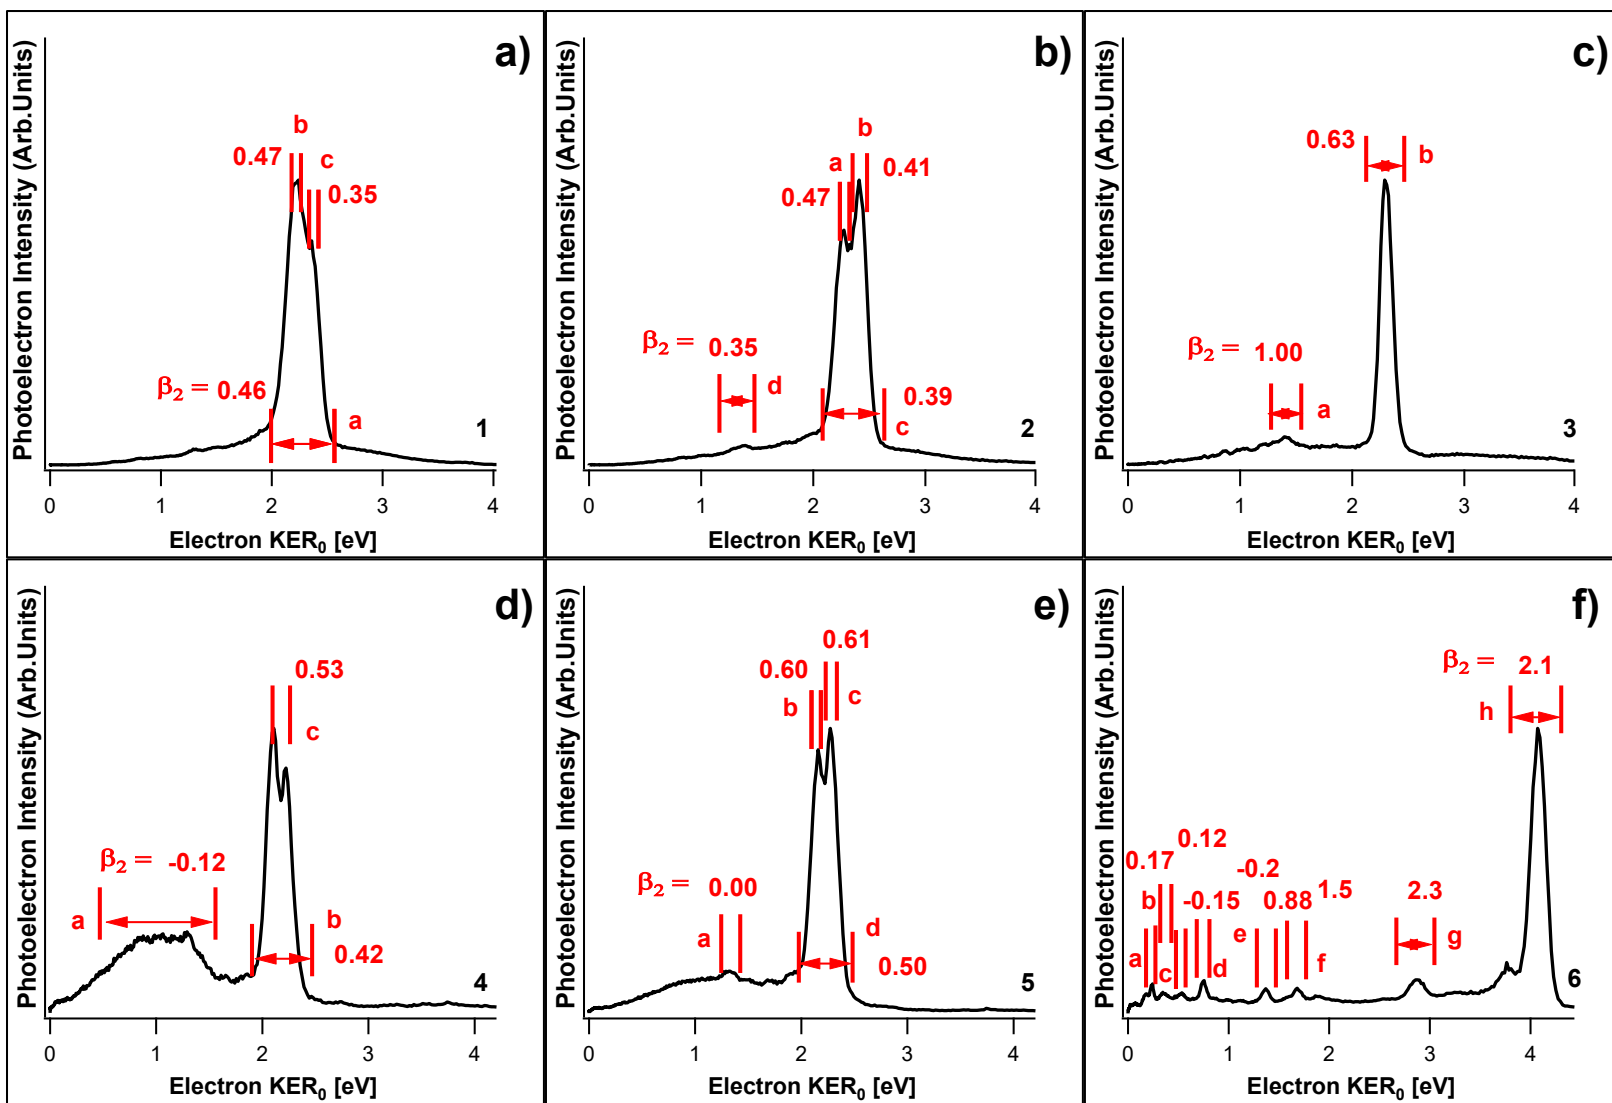 a)
Photoelectron Intensity (Arb.Units)
b
0.47
c
0.35
β2 = 0.46
a
1
0 1 2 3 4
Electron KER0 [eV]
b)
Photoelectron Intensity (Arb.Units)
b
a
0.41
0.47
β2 = 0.35
d
0.39
c
2
0 1 2 3 4
Electron KER0 [eV]
c)
Photoelectron Intensity (Arb.Units)
0.63
b
β2 = 1.00
a
3
0 1 2 3 4
Electron KER0 [eV]
d)
Photoelectron Intensity (Arb.Units)
0.53
c
β2 = -0.12
a
b
0.42
4
0 1 2 3 4
Electron KER0 [eV]
e)
Photoelectron Intensity (Arb.Units)
0.61
0.60
b
c
β2 = 0.00
a
d
0.50
5
0 1 2 3 4
Electron KER0 [eV]
f)
Photoelectron Intensity (Arb.Units)
β2 = 2.1
h
0.12
0.17
-0.2
b
-0.15
0.88
1.5
2.3
a
c
d
e
f
g
6
0 1 2 3 4
Electron KER0 [eV]